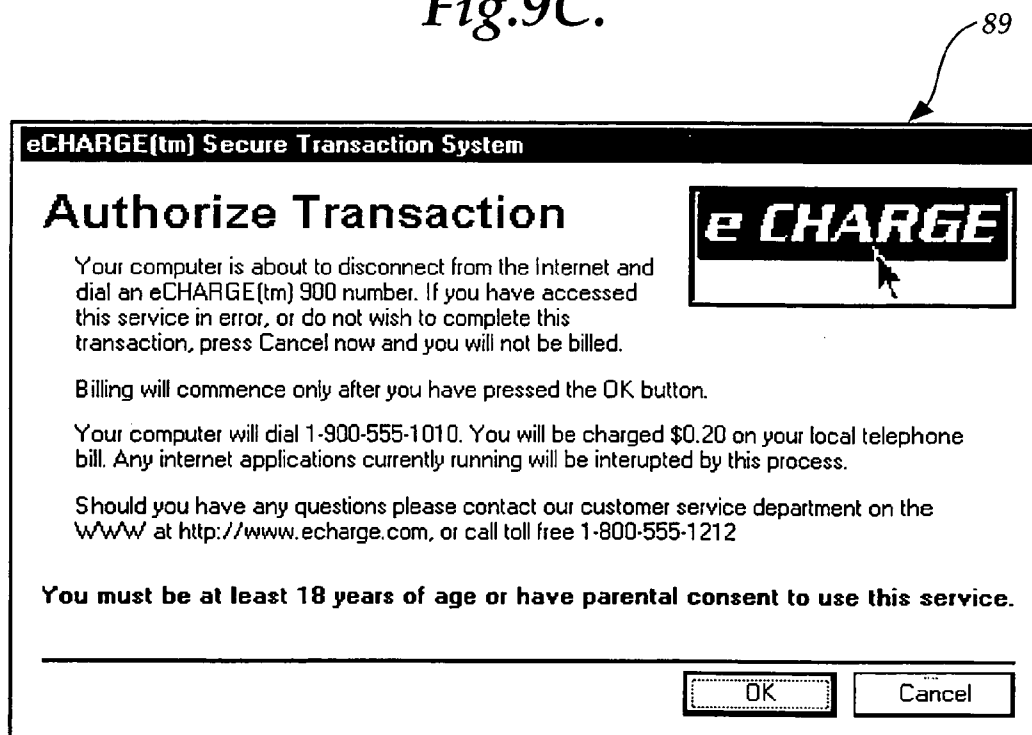 Fig.9C.
89
eCHARGE(tm) Secure Transaction System
Authorize Transaction
e CHARGE
Your computer is about to disconnect from the Internet and
dial an eCHARGE(tm) 900 number. If you have accessed
this service in error, or do not wish to complete this
transaction, press Cancel now and you will not be billed.
Billing will commence only after you have pressed the OK button.
Your computer will dial 1-900-555-1010. You will be charged $0.20 on your local telephone
bill. Any internet applications currently running will be interupted by this process.
Should you have any questions please contact our customer service department on the
WWW at http://www.echarge.com, or call toll free 1-800-555-1212
You must be at least 18 years of age or have parental consent to use this service.
OK
Cancel